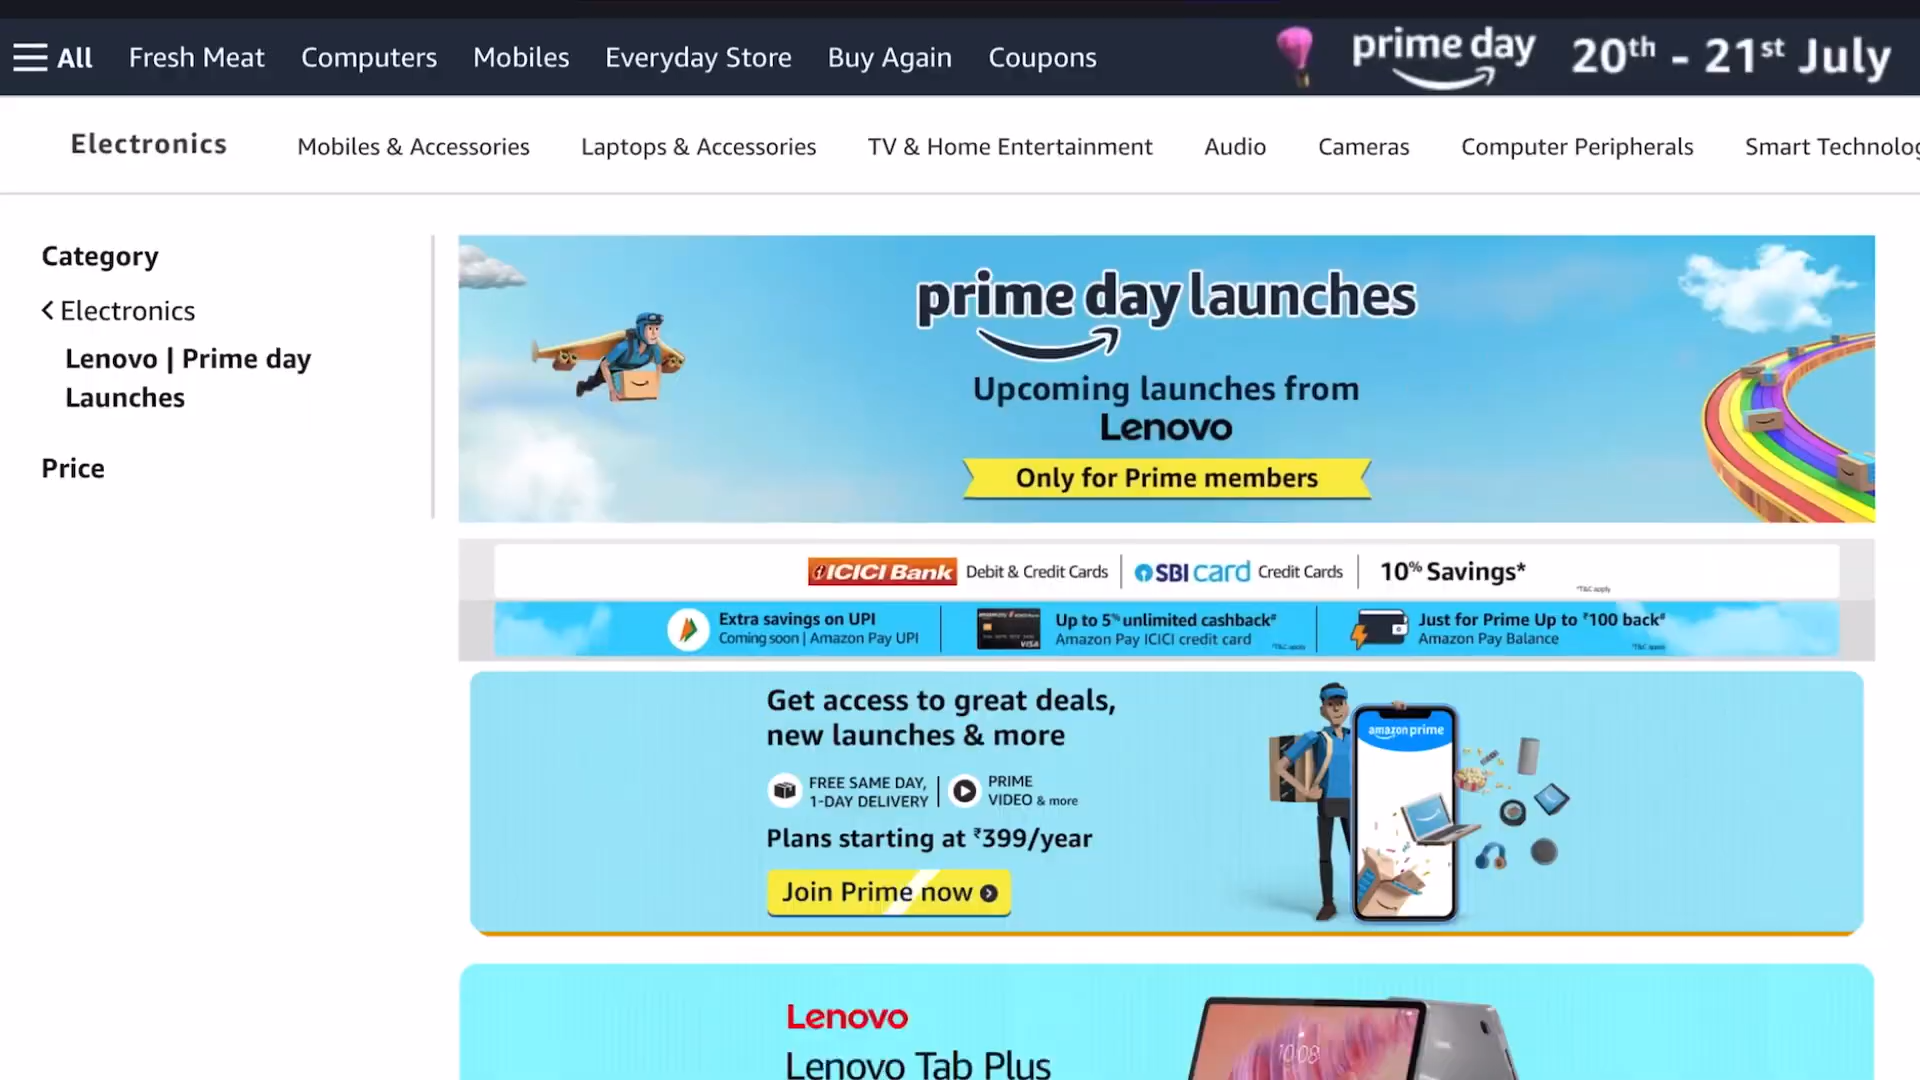 All Fresh Meat Computers Mobiles Everyday Store Buy Again Coupons
prime day 20th - 21st July
Electronics Mobiles & Accessories Laptops & Accessories TV & Home Entertainment Audio Cameras Computer Peripherals Smart Technolog
Category
Electronics
Lenovo | Prime day
Launches
Price
prime day launches
Upcoming launches from
Lenovo
Only for Prime members
ICICI Bank Debit & Credit Cards SBI card Credit Cards 10% Savings*
*T&C apply
Extra savings on UPI
Coming soon | Amazon Pay UPI
VISA
Up to 5% unlimited cashback#
Amazon Pay ICICI credit card
*T&C apply
Just for Prime Up to ₹100 back#
Amazon Pay Balance
*T&C apply
Get access to great deals,
new launches & more
FREE SAME DAY,
1-DAY DELIVERY
PRIME
VIDEO & more
Plans starting at ₹399/year
Join Prime now
amazon prime
Lenovo
Lenovo Tab Plus
10:08